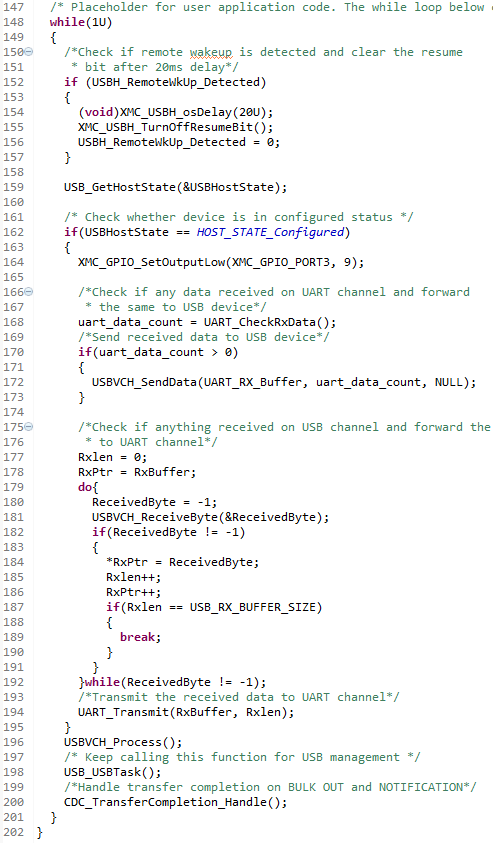 147 /* Placeholder for user application code. The while loop below
148 while(1U)
149 {
150 /*Check if remote wakeup is detected and clear the resume
151 * bit after 20ms delay*/
152 if (USBH_RemoteWkUp_Detected)
153 {
154 (void)XMC_USBH_osDelay(20U);
155 XMC_USBH_TurnOffResumeBit();
156 USBH_RemoteWkUp_Detected = 0;
157 }
158
159 USB_GetHostState(&USBHostState);
160
161 /* Check whether device is in configured status */
162 if(USBHostState == HOST_STATE_Configured)
163 {
164 XMC_GPIO_SetOutputLow(XMC_GPIO_PORT3, 9);
165
166 /*Check if any data received on UART channel and forward
167 * the same to USB device*/
168 uart_data_count = UART_CheckRxData();
169 /*Send received data to USB device*/
170 if(uart_data_count > 0)
171 {
172 USBVCH_SendData(UART_RX_Buffer, uart_data_count, NULL);
173 }
174
175 /*Check if anything received on USB channel and forward the
176 * to UART channel*/
177 Rxlen = 0;
178 RxPtr = RxBuffer;
179 do{
180 ReceivedByte = -1;
181 USBVCH_ReceiveByte(&ReceivedByte);
182 if(ReceivedByte != -1)
183 {
184 *RxPtr = ReceivedByte;
185 Rxlen++;
186 RxPtr++;
187 if(Rxlen == USB_RX_BUFFER_SIZE)
188 {
189 break;
190 }
191 }
192 }while(ReceivedByte != -1);
193 /*Transmit the received data to UART channel*/
194 UART_Transmit(RxBuffer, Rxlen);
195 }
196 USBVCH_Process();
197 /* Keep calling this function for USB management */
198 USB_USBTask();
199 /*Handle transfer completion on BULK OUT and NOTIFICATION*/
200 CDC_TransferCompletion_Handle();
201 }
202 }